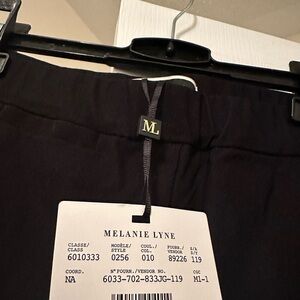 ML
MELANIE LYNE
CLASSE/ MODÈLE/ COUL./ FOURN./ S/S
CLASS STYLE COL. VENDOR S/S
6010333 0256 010 89226 119
COORD. N° FOURN./VENDOR NO. CSC
NA 6033-702-833JG-119 M1-1